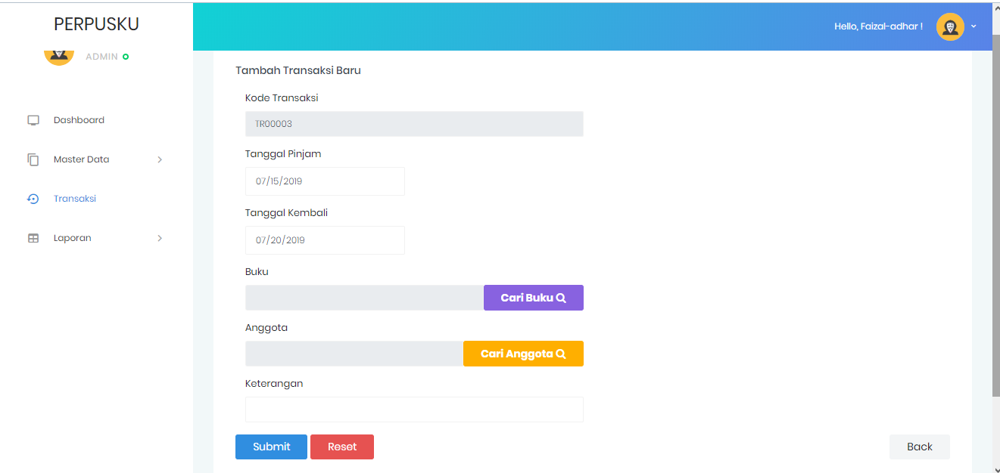 PERPUSKU
Hello, Faizal-adhar !
ADMIN
Dashboard
Master Data
Transaksi
Laporan
Tambah Transaksi Baru
Kode Transaksi
TR00003
Tanggal Pinjam
07/15/2019
Tanggal Kembali
07/20/2019
Buku
Cari Buku
Anggota
Cari Anggota
Keterangan
Submit
Reset
Back